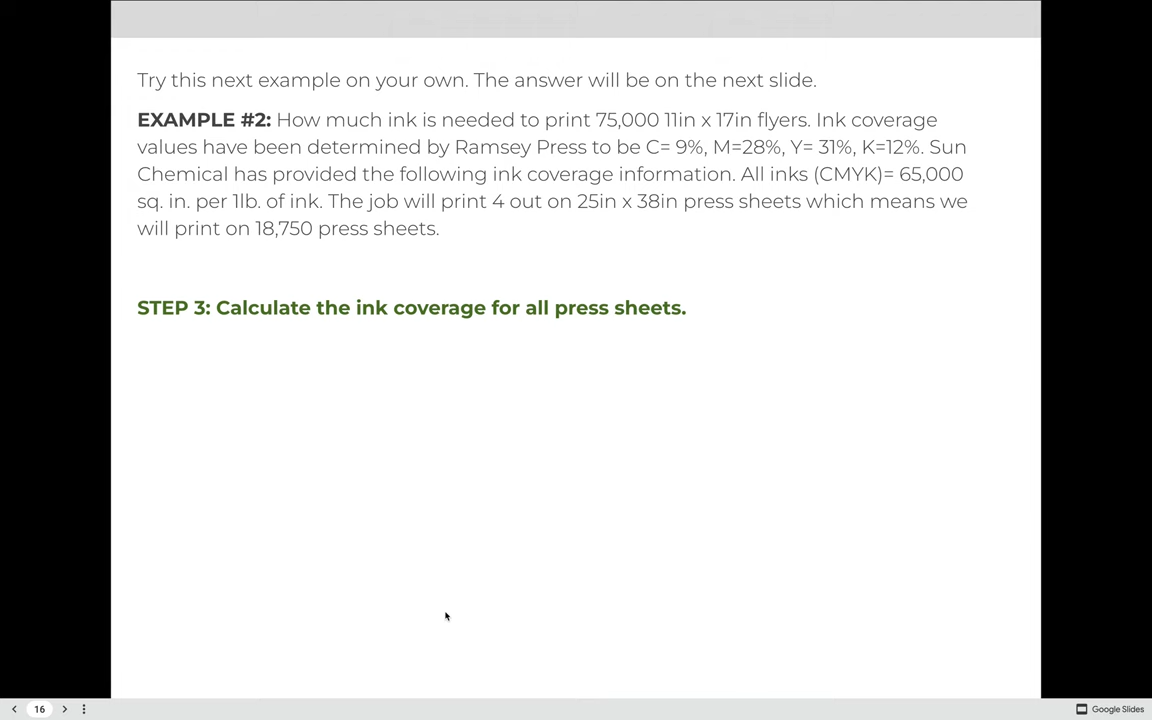 Try this next example on your own. The answer will be on the next slide.
EXAMPLE #2: How much ink is needed to print 75,000 11in x 17in flyers. Ink coverage
values have been determined by Ramsey Press to be C= 9%, M=28%, Y= 31%, K=12%. Sun
Chemical has provided the following ink coverage information. All inks (CMYK)= 65,000
sq. in. per 1lb. of ink. The job will print 4 out on 25in x 38in press sheets which means we
will print on 18,750 press sheets.
STEP 3: Calculate the ink coverage for all press sheets.
16
Google Slides